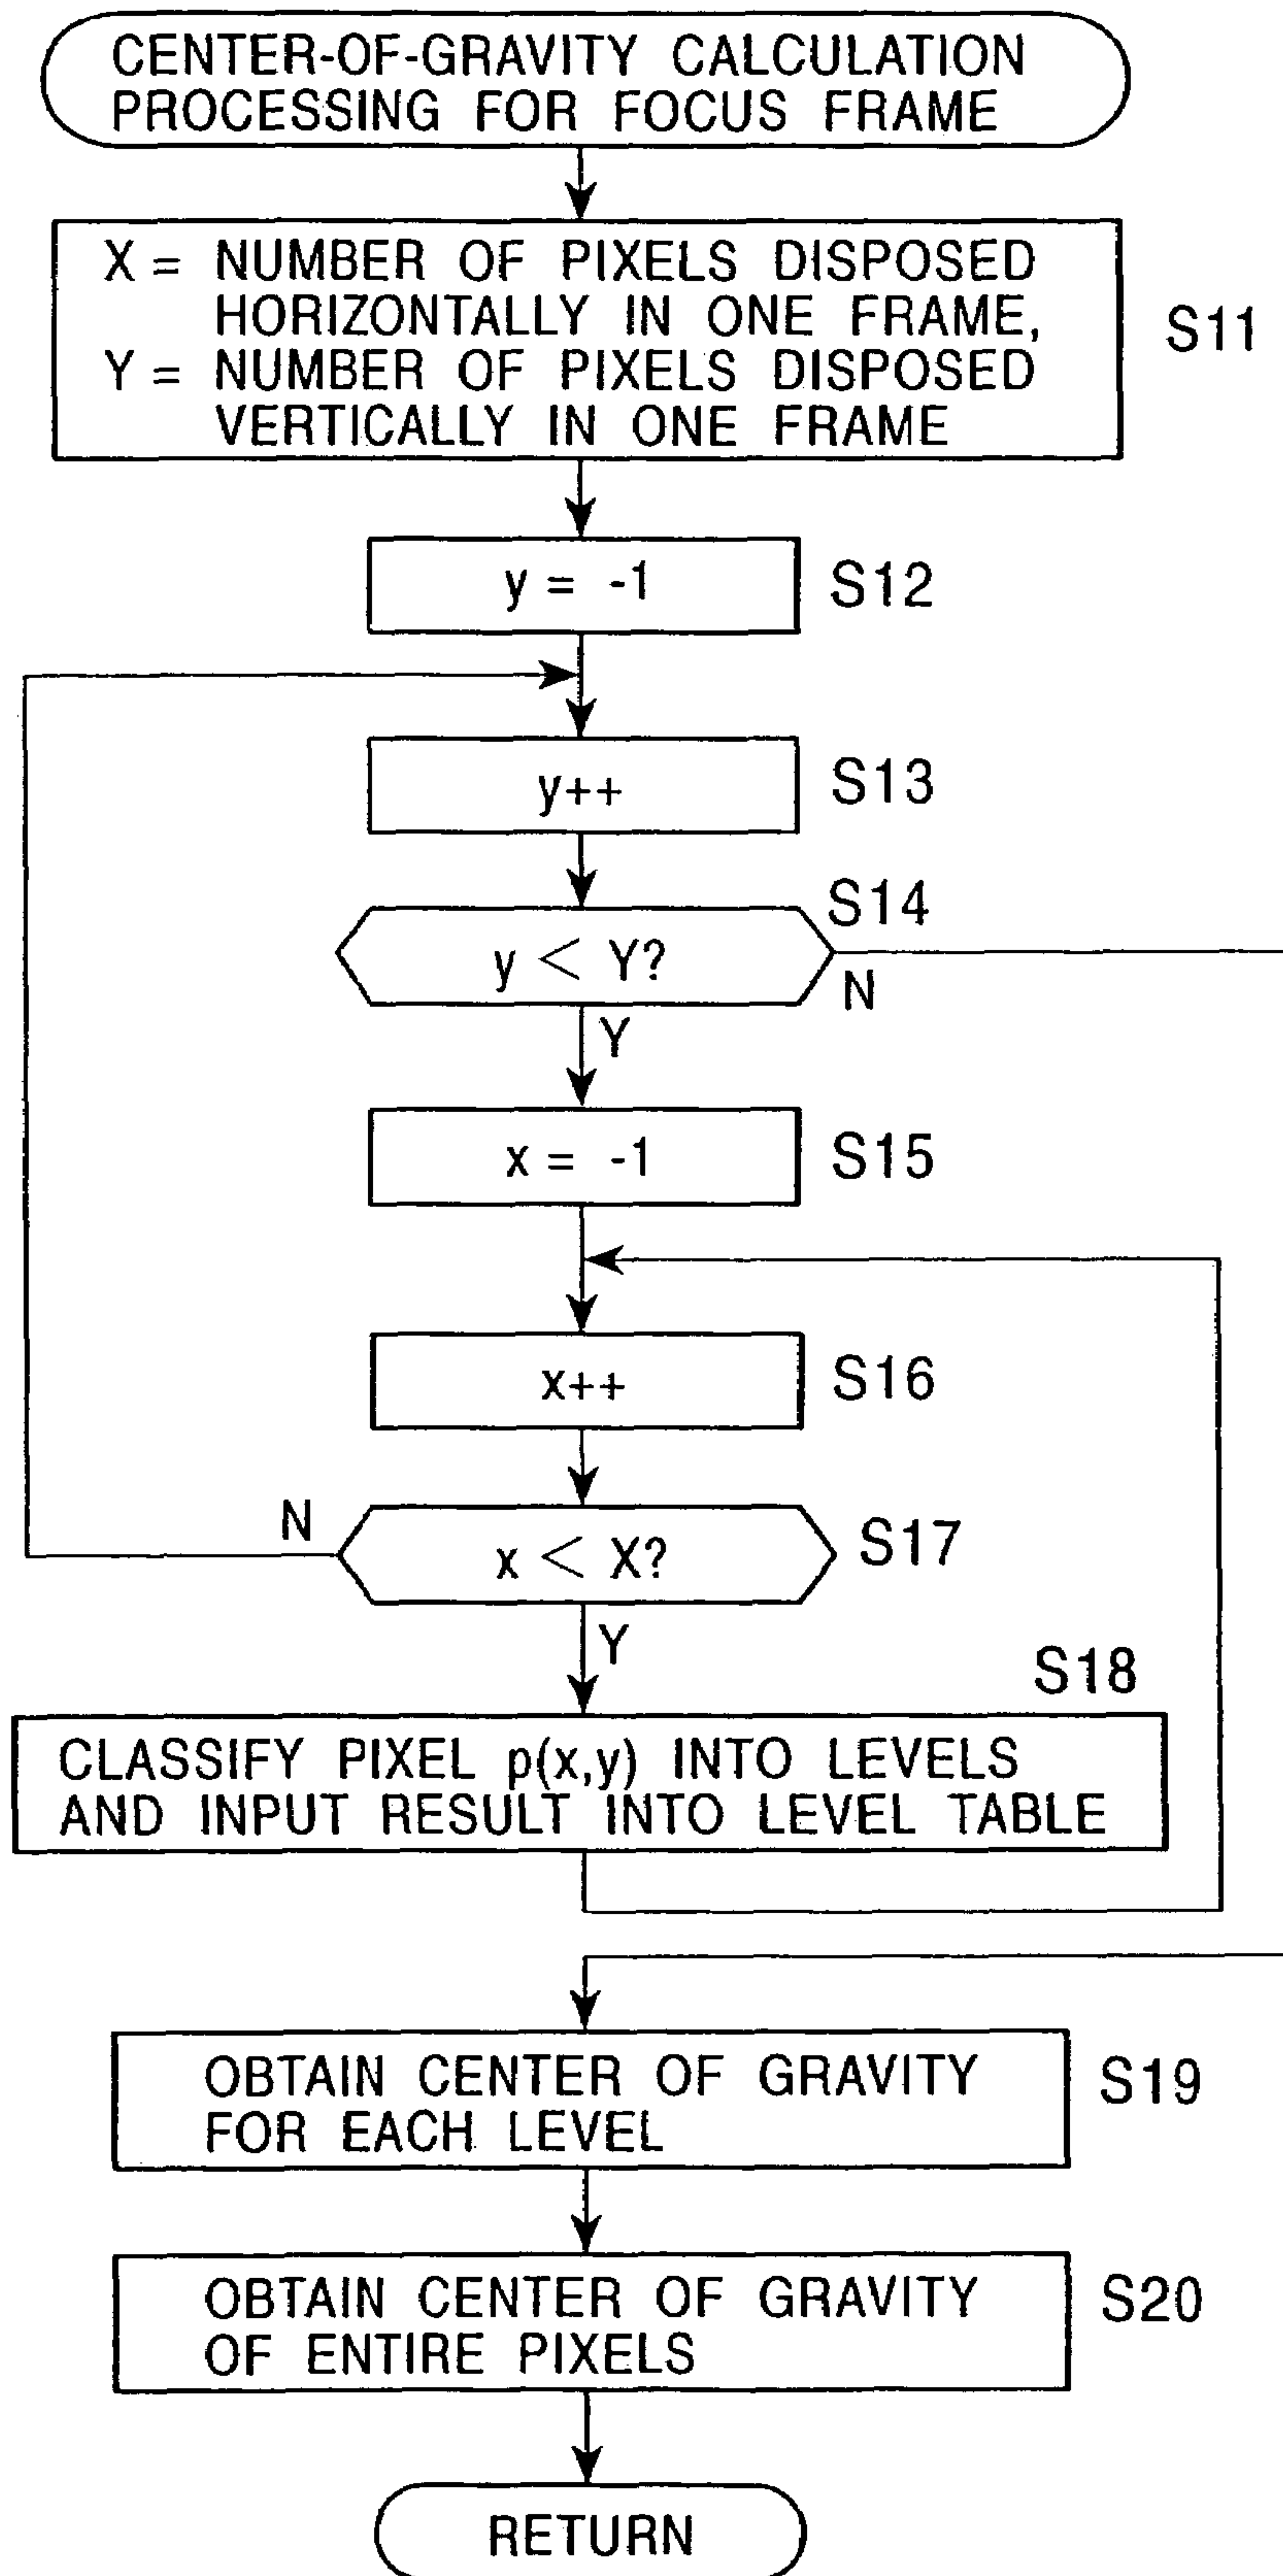 CENTER-OF-GRAVITY CALCULATION
PROCESSING FOR FOCUS FRAME
X = NUMBER OF PIXELS DISPOSED
HORIZONTALLY IN ONE FRAME,
Y = NUMBER OF PIXELS DISPOSED
VERTICALLY IN ONE FRAME
S11
y = -1
S12
y++
S13
S14
y < Y?
N
Y
x = -1
S15
x++
S16
N
x < X?
S17
Y
S18
CLASSIFY PIXEL p(x,y) INTO LEVELS
AND INPUT RESULT INTO LEVEL TABLE
OBTAIN CENTER OF GRAVITY
FOR EACH LEVEL
S19
OBTAIN CENTER OF GRAVITY
OF ENTIRE PIXELS
S20
RETURN